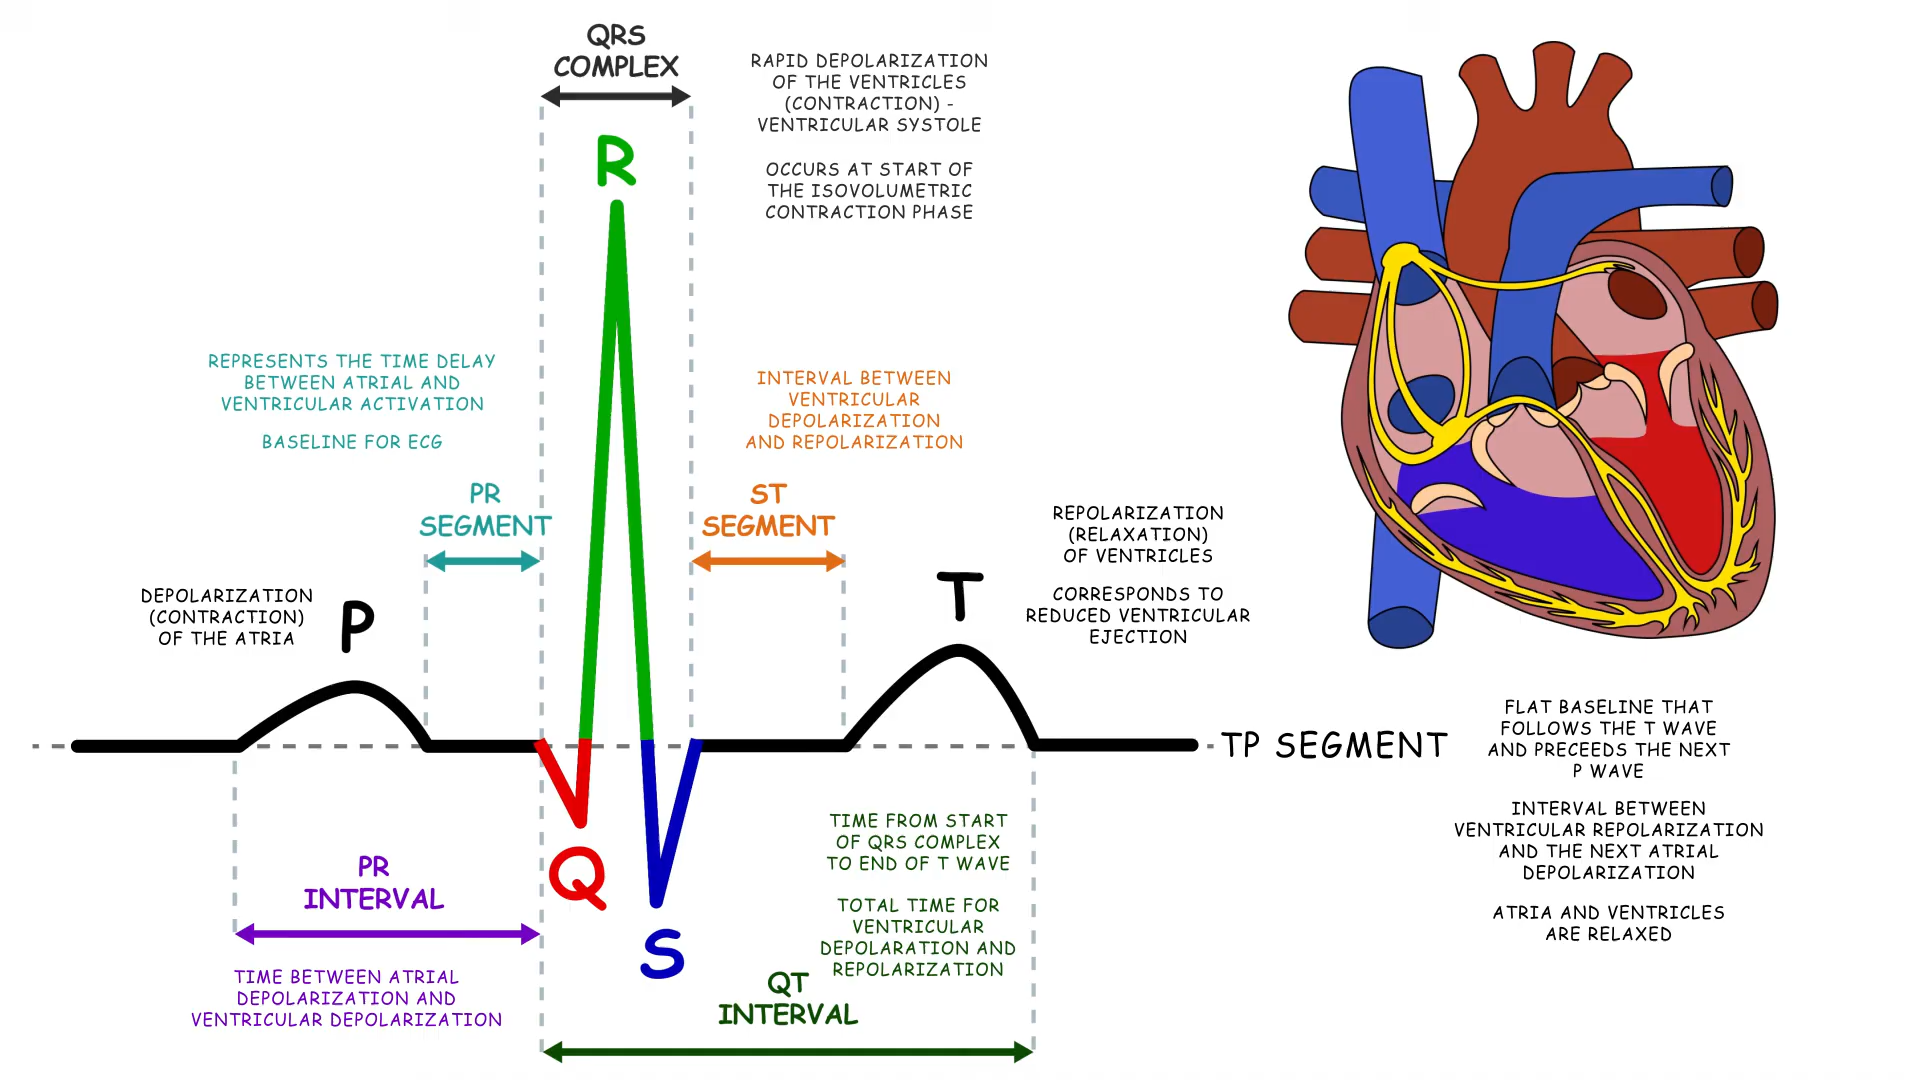 QRS
COMPLEX
RAPID DEPOLARIZATION
OF THE VENTRICLES
(CONTRACTION) -
VENTRICULAR SYSTOLE
OCCURS AT START OF
THE ISOVOLUMETRIC
CONTRACTION PHASE
R
REPRESENTS THE TIME DELAY
BETWEEN ATRIAL AND
VENTRICULAR ACTIVATION
BASELINE FOR ECG
PR
SEGMENT
INTERVAL BETWEEN
VENTRICULAR
DEPOLARIZATION
AND REPOLARIZATION
ST
SEGMENT
DEPOLARIZATION
(CONTRACTION)
OF THE ATRIA
P
T
REPOLARIZATION
(RELAXATION)
OF VENTRICLES
CORRESPONDS TO
REDUCED VENTRICULAR
EJECTION
TP SEGMENT
FLAT BASELINE THAT
FOLLOWS THE T WAVE
AND PRECEEDS THE NEXT
P WAVE
INTERVAL BETWEEN
VENTRICULAR REPOLARIZATION
AND THE NEXT ATRIAL
DEPOLARIZATION
ATRIA AND VENTRICLES
ARE RELAXED
PR
INTERVAL
TIME BETWEEN ATRIAL
DEPOLARIZATION AND
VENTRICULAR DEPOLARIZATION
Q
S
TIME FROM START
OF QRS COMPLEX
TO END OF T WAVE
TOTAL TIME FOR
VENTRICULAR
DEPOLARATION AND
REPOLARIZATION
QT
INTERVAL